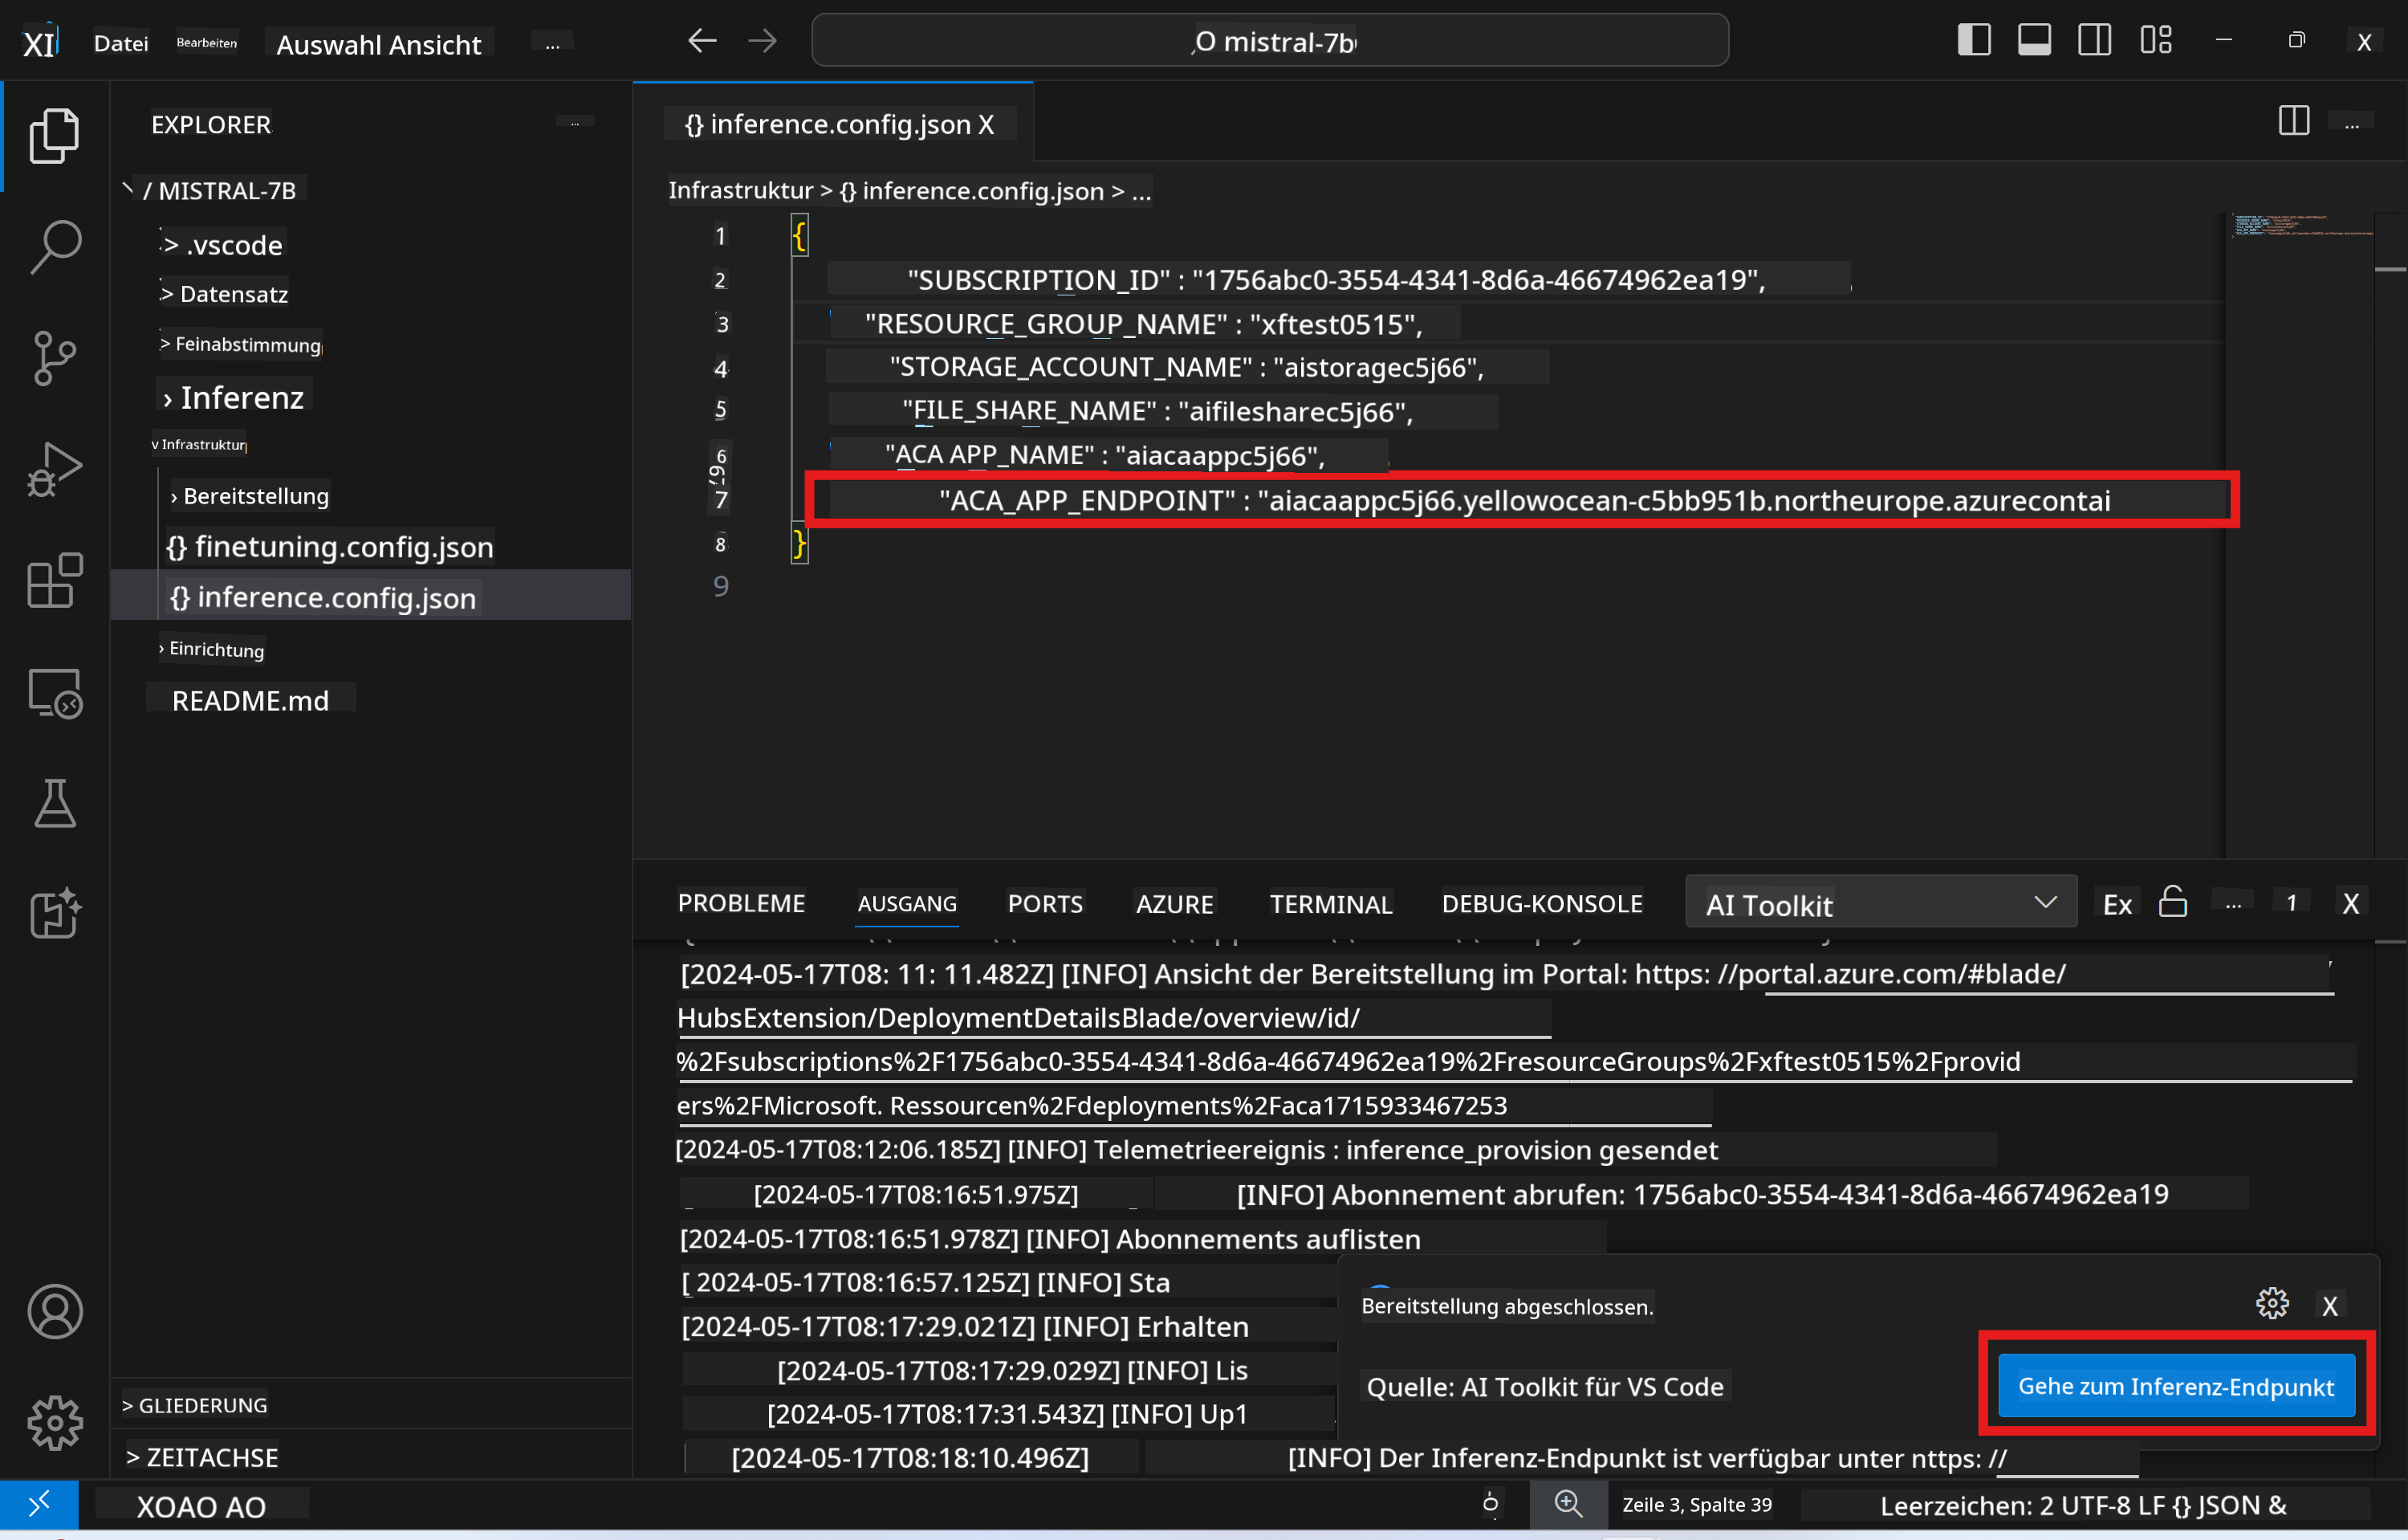 XI Datei Bearbeiten Auswahl Ansicht ... mistral-7b X
EXPLORER ...
{} inference.config.json X ...
/ MISTRAL-7B
Infrastruktur > {} inference.config.json > ...
> .vscode
> Datensatz
> Feinabstimmung
› Inferenz
v Infrastruktur
› Bereitstellung
{} finetuning.config.json
{} inference.config.json
› Einrichtung
README.md
> GLIEDERUNG
> ZEITACHSE
1 {
2 "SUBSCRIPTION_ID" : "1756abc0-3554-4341-8d6a-46674962ea19",
3 "RESOURCE_GROUP_NAME" : "xftest0515",
4 "STORAGE_ACCOUNT_NAME" : "aistoragec5j66",
5 "FILE_SHARE_NAME" : "aifilesharec5j66",
6 "ACA APP_NAME" : "aiacaappc5j66",
7 "ACA_APP_ENDPOINT" : "aiacaappc5j66.yellowocean-c5bb951b.northeurope.azurecontai
8 }
9
PROBLEME AUSGANG PORTS AZURE TERMINAL DEBUG-KONSOLE AI Toolkit Ex ... 1 X
[2024-05-17T08: 11: 11.482Z] [INFO] Ansicht der Bereitstellung im Portal: https: //portal.azure.com/#blade/
HubsExtension/DeploymentDetailsBlade/overview/id/
%2Fsubscriptions%2F1756abc0-3554-4341-8d6a-46674962ea19%2FresourceGroups%2Fxftest0515%2Fprovid
ers%2FMicrosoft. Ressourcen%2Fdeployments%2Faca1715933467253
[2024-05-17T08:12:06.185Z] [INFO] Telemetrieereignis : inference_provision gesendet
[2024-05-17T08:16:51.975Z] [INFO] Abonnement abrufen: 1756abc0-3554-4341-8d6a-46674962ea19
[2024-05-17T08:16:51.978Z] [INFO] Abonnements auflisten
[ 2024-05-17T08:16:57.125Z] [INFO] Sta
[2024-05-17T08:17:29.021Z] [INFO] Erhalten
[2024-05-17T08:17:29.029Z] [INFO] Lis
[2024-05-17T08:17:31.543Z] [INFO] Up1
[2024-05-17T08:18:10.496Z] [INFO] Der Inferenz-Endpunkt ist verfügbar unter nttps: //
Bereitstellung abgeschlossen. X
Quelle: AI Toolkit für VS Code
Gehe zum Inferenz-Endpunkt
XOAO AO Zeile 3, Spalte 39 Leerzeichen: 2 UTF-8 LF {} JSON &